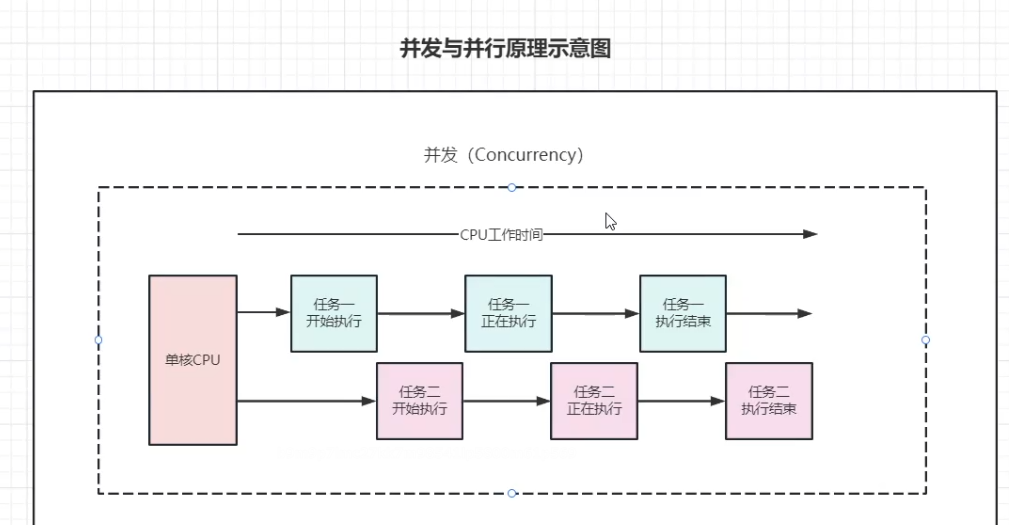 并发与并行原理示意图
并发（Concurrency）
CPU工作时间
单核CPU
任务一
开始执行
任务一
正在执行
任务一
执行结束
任务二
开始执行
任务二
正在执行
任务二
执行结束